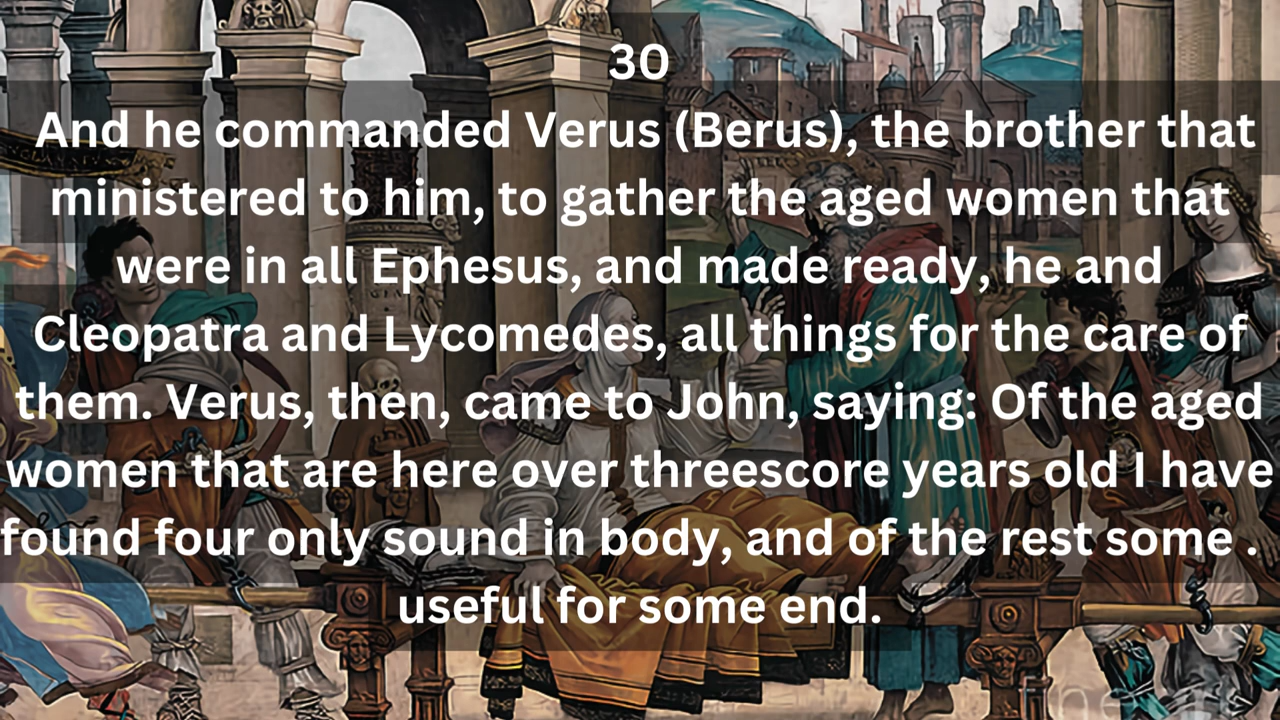 30
And he commanded Verus (Berus), the brother that
ministered to him, to gather the aged women that
were in all Ephesus, and made ready, he and
Cleopatra and Lycomedes, all things for the care of
them. Verus, then, came to John, saying: Of the aged
women that are here over threescore years old I have
found four only sound in body, and of the rest some .
useful for some end.